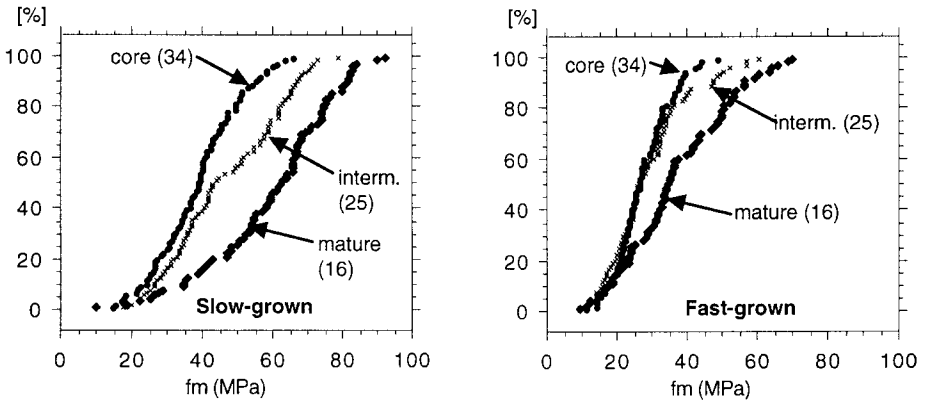 [%]
100
80
60
40
20
0
core (34)
interm.
(25)
mature
(16)
Slow-grown
0 20 40 60 80 100
fm (MPa)
[%]
100
80
60
40
20
0
core (34)
interm. (25)
mature (16)
Fast-grown
0 20 40 60 80 100
fm (MPa)